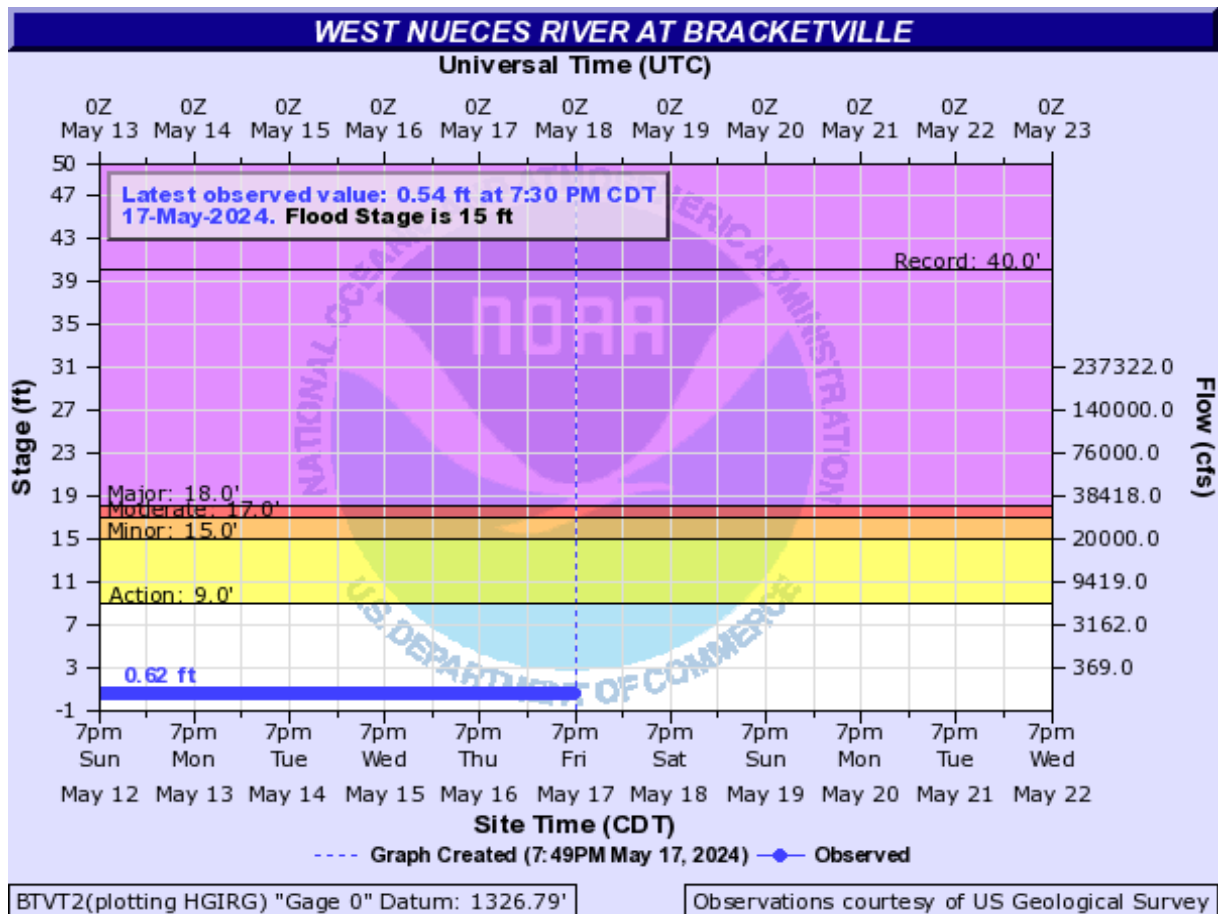 WEST NUECES RIVER AT BRACKETVILLE
Universal Time (UTC)
0Z 0Z 0Z 0Z 0Z 0Z 0Z 0Z 0Z 0Z 0Z
May 13 May 14 May 15 May 16 May 17 May 18 May 19 May 20 May 21 May 22 May 23
Latest observed value: 0.54 ft at 7:30 PM CDT
17-May-2024. Flood Stage is 15 ft
Record: 40.0'
NATIONAL OCEANIC AND ATMOSPHERIC ADMINISTRATION
NOAA
U.S. DEPARTMENT OF COMMERCE
Stage (ft)
50
47
43
39
35
31
27
23
19
15
11
7
3
-1
Major: 18.0'
Moderate: 17.0'
Minor: 15.0'
Action: 9.0'
0.62 ft
237322.0
140000.0
76000.0
38418.0
20000.0
9419.0
3162.0
369.0
Flow (cfs)
7pm 7pm 7pm 7pm 7pm 7pm 7pm 7pm 7pm 7pm 7pm
Sun Mon Tue Wed Thu Fri Sat Sun Mon Tue Wed
May 12 May 13 May 14 May 15 May 16 May 17 May 18 May 19 May 20 May 21 May 22
Site Time (CDT)
Graph Created (7:49PM May 17, 2024) Observed
BTVT2(plotting HGIRG) "Gage 0" Datum: 1326.79'
Observations courtesy of US Geological Survey